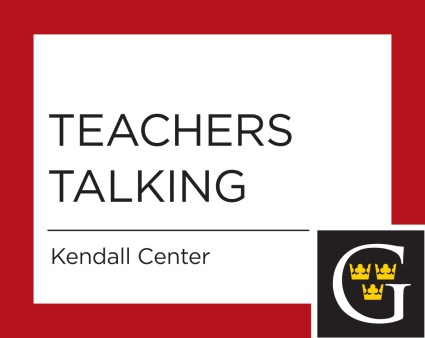 TEACHERS
TALKING
Kendall Center
G